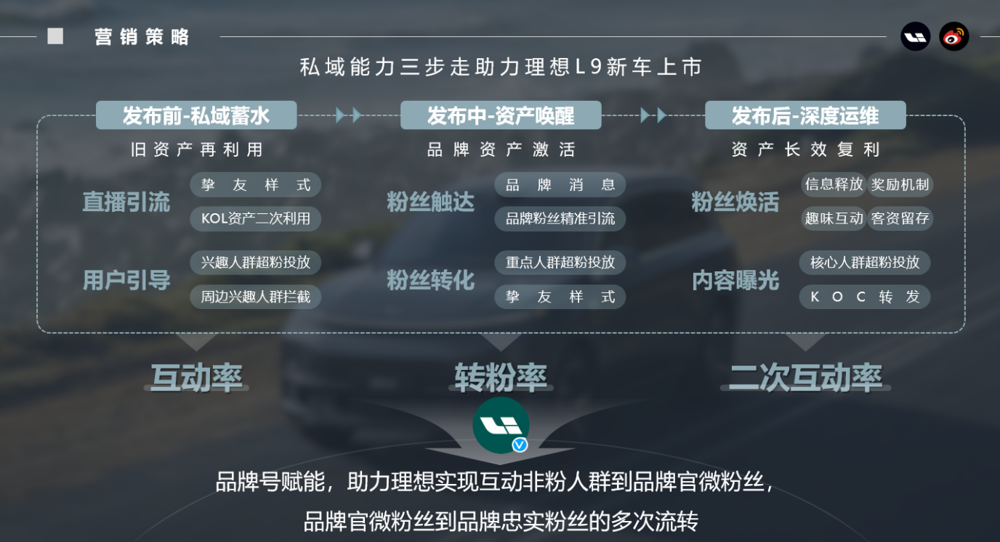 营销策略
私域能力三步走助力理想L9新车上市
发布前-私域蓄水
发布中-资产唤醒
发布后-深度运维
旧资产再利用
品牌资产激活
资产长效复利
直播引流
挚友样式
KOL资产二次利用
用户引导
兴趣人群超粉投放
周边兴趣人群拦截
粉丝触达
品牌消息
品牌粉丝精准引流
粉丝转化
重点人群超粉投放
挚友样式
粉丝焕活
信息释放 奖励机制
趣味互动 客资留存
内容曝光
核心人群超粉投放
KOC转发
互动率
转粉率
二次互动率
品牌号赋能，助力理想实现互动非粉人群到品牌官微粉丝，
品牌官微粉丝到品牌忠实粉丝的多次流转